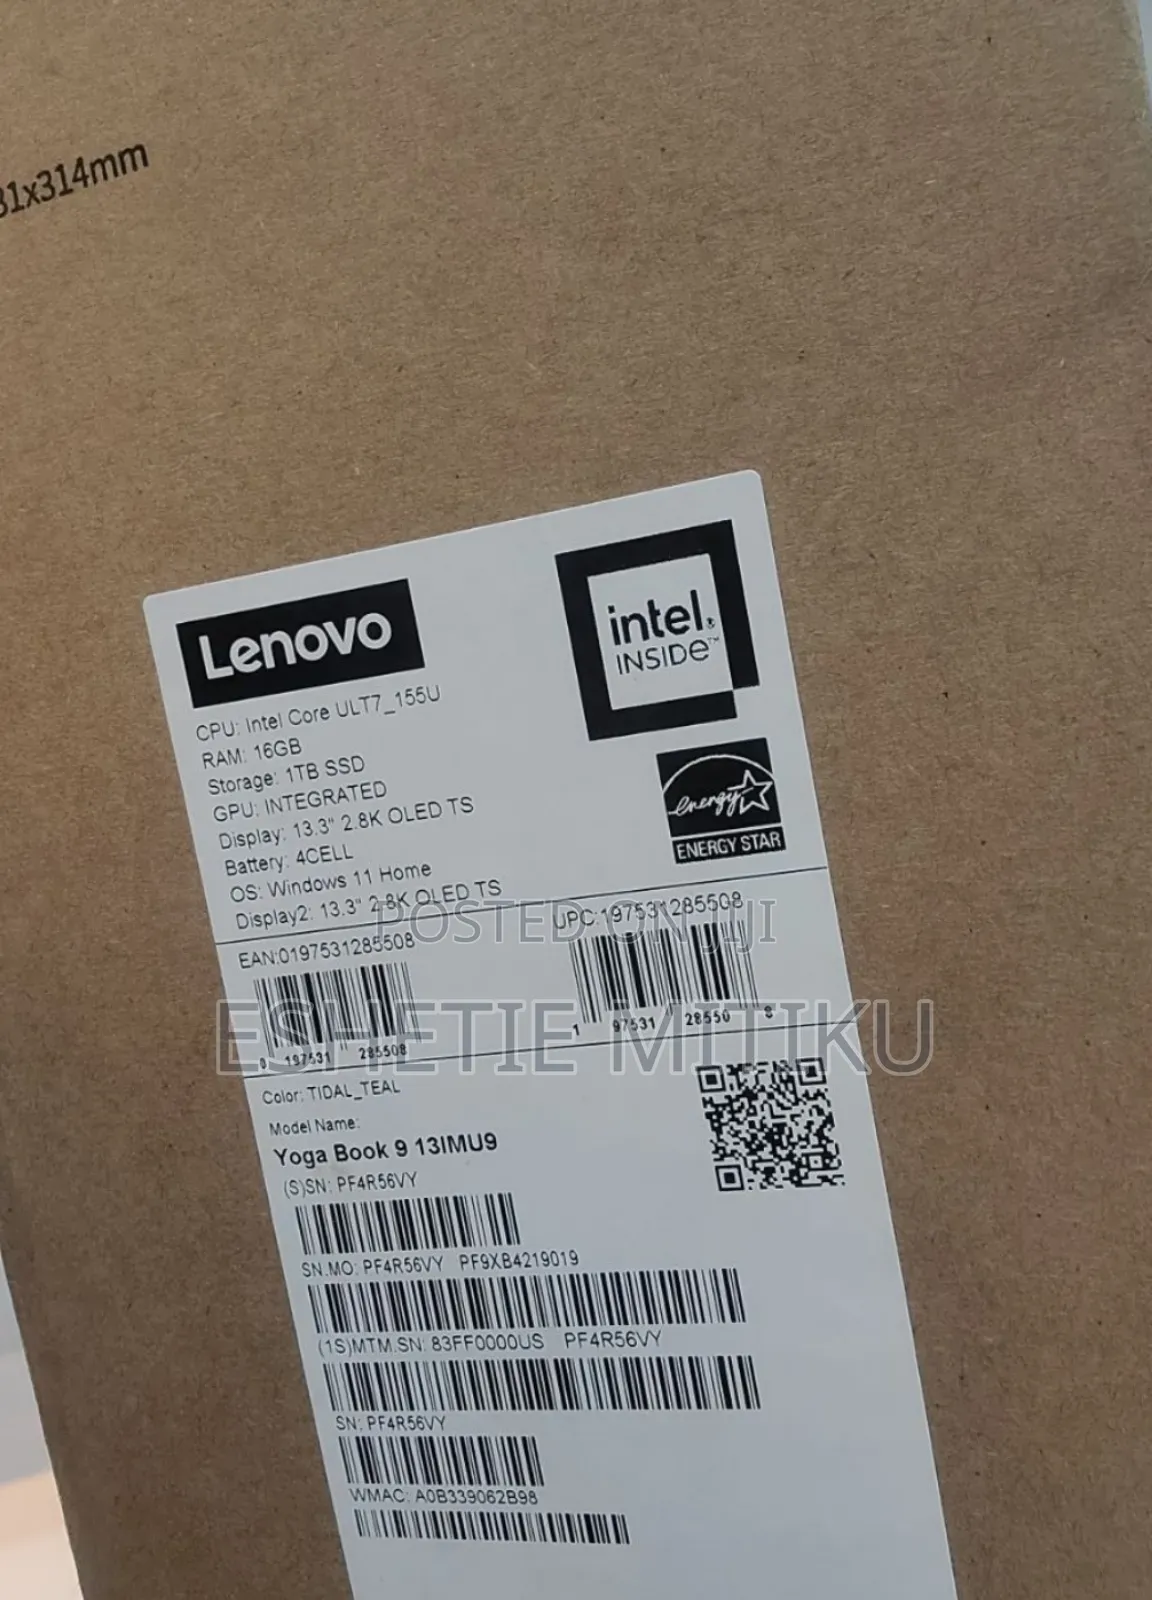 31x314mm
Lenovo
intel®
INSIDe™
CPU: Intel Core ULT7_155U
RAM: 16GB
Storage: 1TB SSD
GPU: INTEGRATED
Display: 13.3" 2.8K OLED TS
Battery: 4CELL
OS: Windows 11 Home
Display2: 13.3" 2.8K OLED TS
energy
ENERGY STAR
POSTED ON JIJI
EAN:0197531285508
UPC:197531285508
0 197531 285508
1 97531 28550 8
ESHETIE MITIKU
Color: TIDAL_TEAL
Model Name:
Yoga Book 9 13IMU9
(S)SN: PF4R56VY
SN.MO: PF4R56VY PF9XB4219019
(1S)MTM.SN: 83FF0000US PF4R56VY
SN: PF4R56VY
WMAC: A0B339062B98